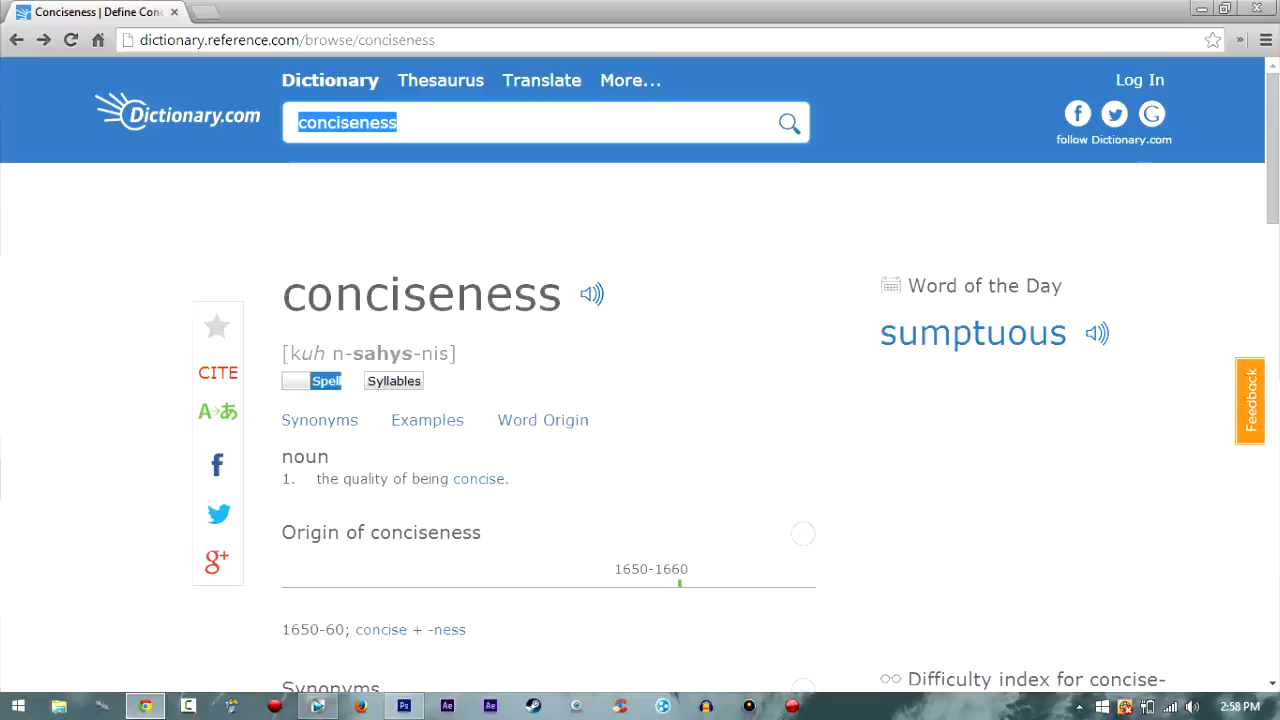 Conciseness | Define Con
dictionary.reference.com/browse/conciseness
Dictionary Thesaurus Translate More... Log In
Dictionary.com
conciseness
follow Dictionary.com
conciseness
[kuh n-sahys-nis]
Spell Syllables
Synonyms Examples Word Origin
noun
1. the quality of being concise.
Origin of conciseness
1650-1660
1650-60; concise + -ness
Synonyms
CITE
A→あ
Word of the Day
sumptuous
Feedback
Difficulty index for concise-
2:58 PM